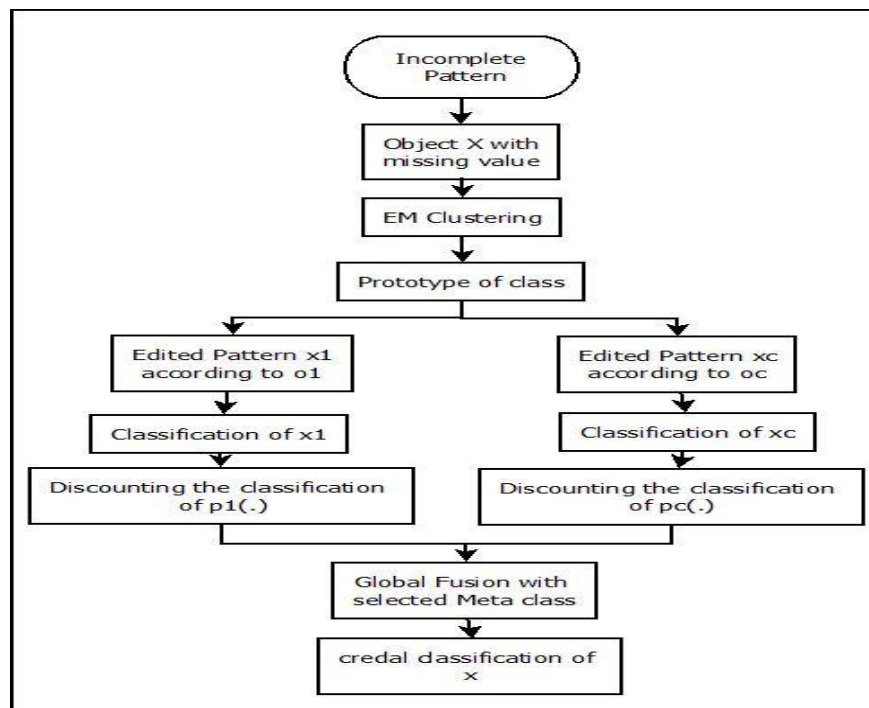 Incomplete
Pattern
Object X with
missing value
EM Clustering
Prototype of class
Edited Pattern x1
according to o1
Edited Pattern xc
according to oc
Classification of x1
Classification of xc
Discounting the classification
of p1(.)
Discounting the classification
of pc(.)
Global Fusion with
selected Meta class
credal classification of
x